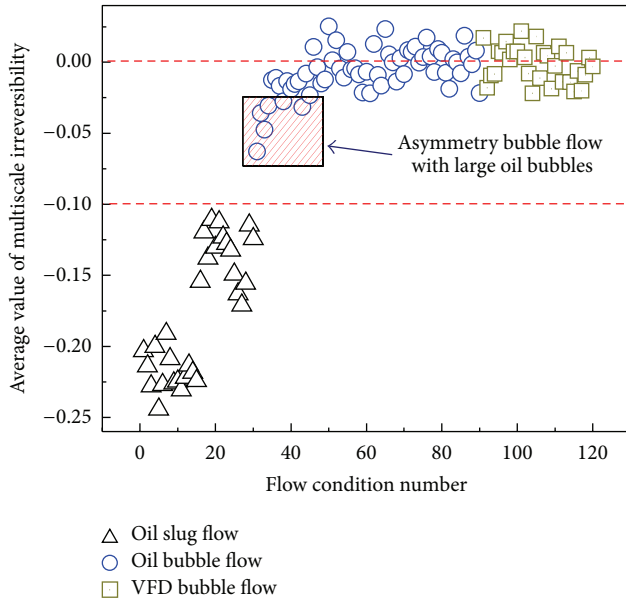 Average value of multiscale irreversibility
0.00
−0.05
−0.10
−0.15
−0.20
−0.25
Asymmetry bubble flow
with large oil bubbles
0 20 40 60 80 100 120
Flow condition number
Oil slug flow
Oil bubble flow
VFD bubble flow